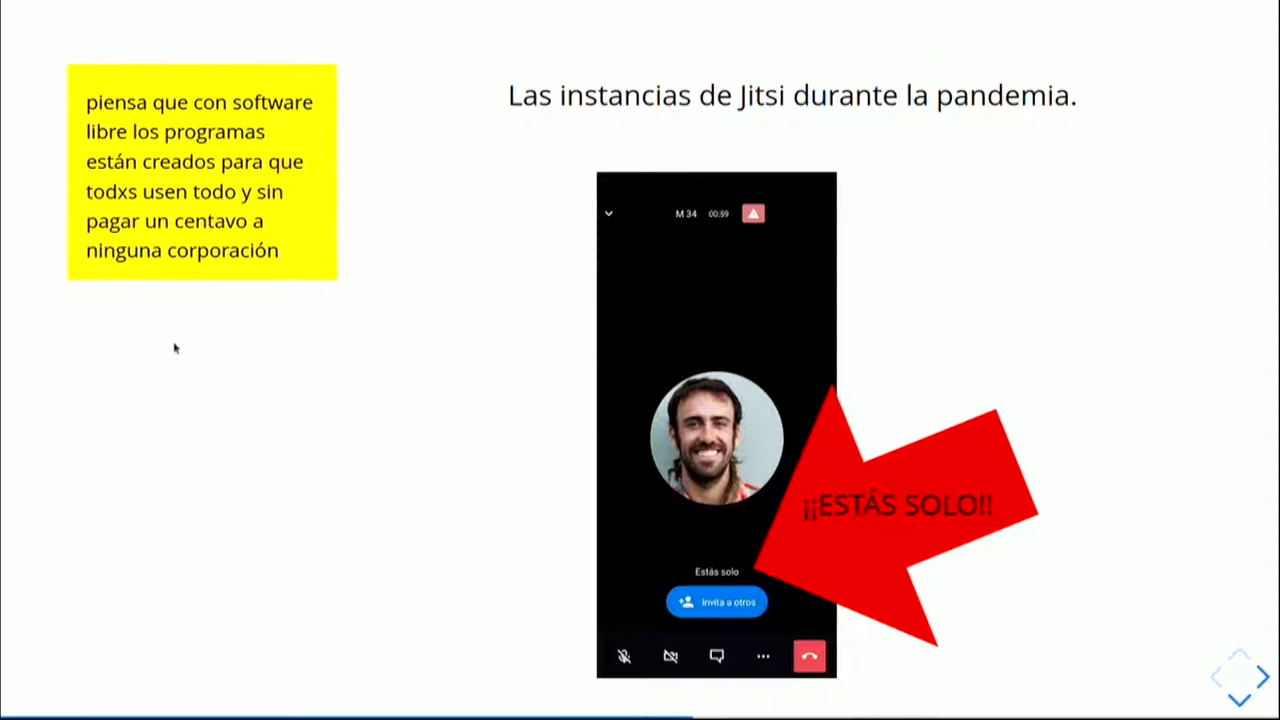 piensa que con software
libre los programas
están creados para que
todxs usen todo y sin
pagar un centavo a
ninguna corporación
Las instancias de Jitsi durante la pandemia.
M 34 00:59
¡¡ESTÁS SOLO!!
Estás solo
Invita a otros